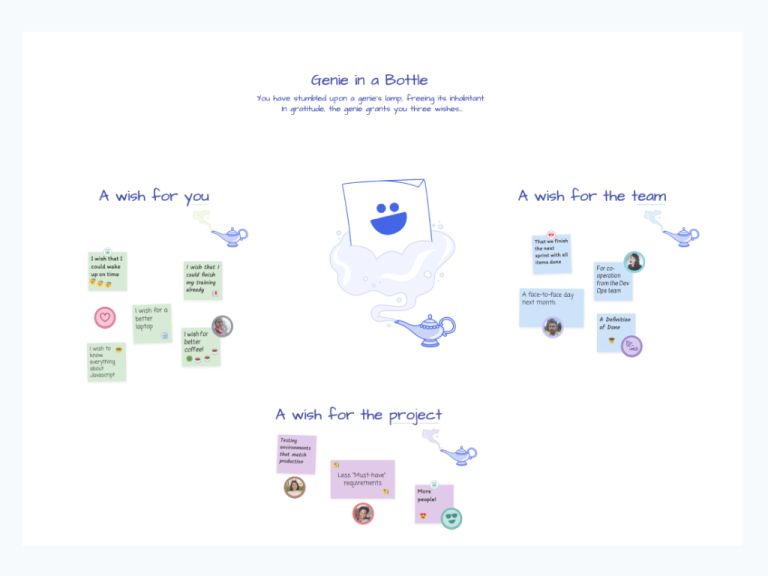 Genie in a Bottle
You have stumbled upon a genie's lamp, freeing its inhabitant.
In gratitude, the genie grants you three wishes...
A wish for you
I wish that I
could wake
up on time
I wish that I
could finish
my training
already
I wish for a
better
laptop
I wish for
better
coffee!
I wish to
know
everything
about
Javascript
A wish for the team
That we finish
the next
sprint with all
items done
For co-
operation
from the Dev
Ops team
A face-to-face day
next month
A Definition
of Done
A wish for the project
Testing
environments
that match
production
Less "Must-have"
requirements
More
people!